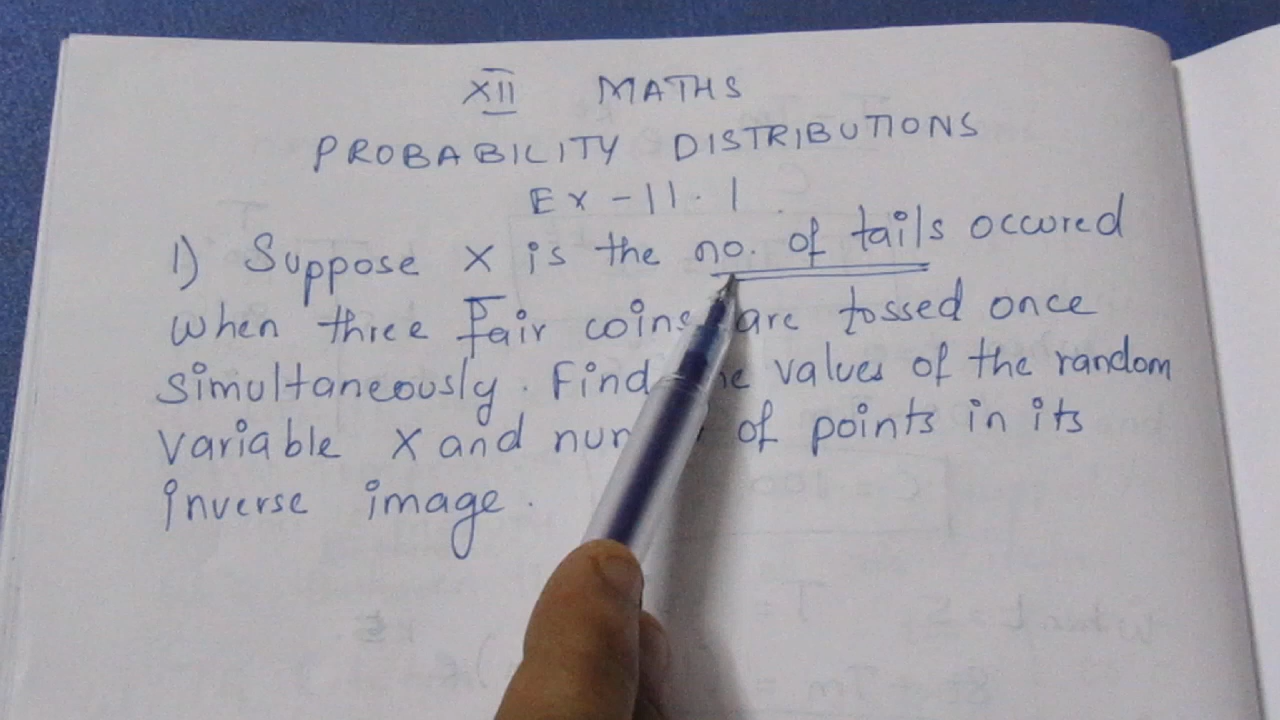 XII MATHS
PROBABILITY DISTRIBUTIONS
EX-11.1
1) Suppose X is the no. of tails occured
when three fair coins are tossed once
simultaneously. Find values of the random
variable X and of points in its
inverse image.